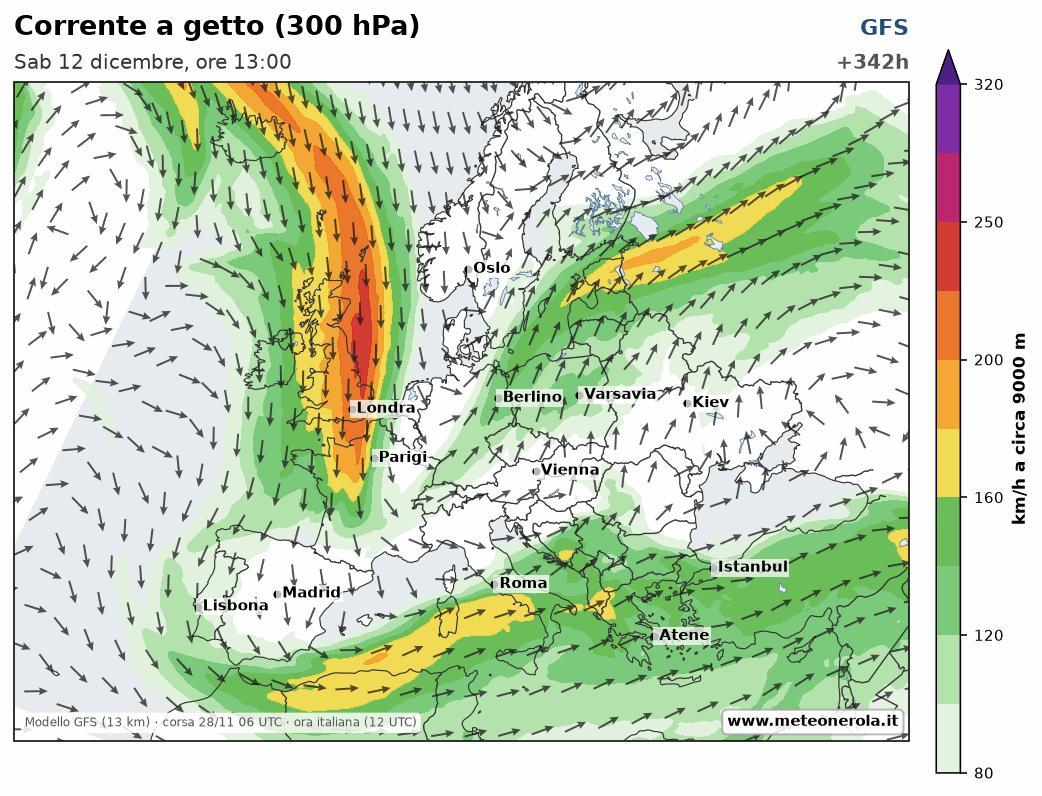 Corrente a getto (300 hPa)
GFS
Sab 12 dicembre, ore 13:00
+342h
320
250
200
160
120
80
km/h a circa 9000 m
Oslo
Berlino
Varsavia
Kiev
Londra
Parigi
Vienna
Istanbul
Roma
Madrid
Lisbona
Atene
Modello GFS (13 km) · corsa 28/11 06 UTC · ora italiana (12 UTC)
www.meteonerola.it